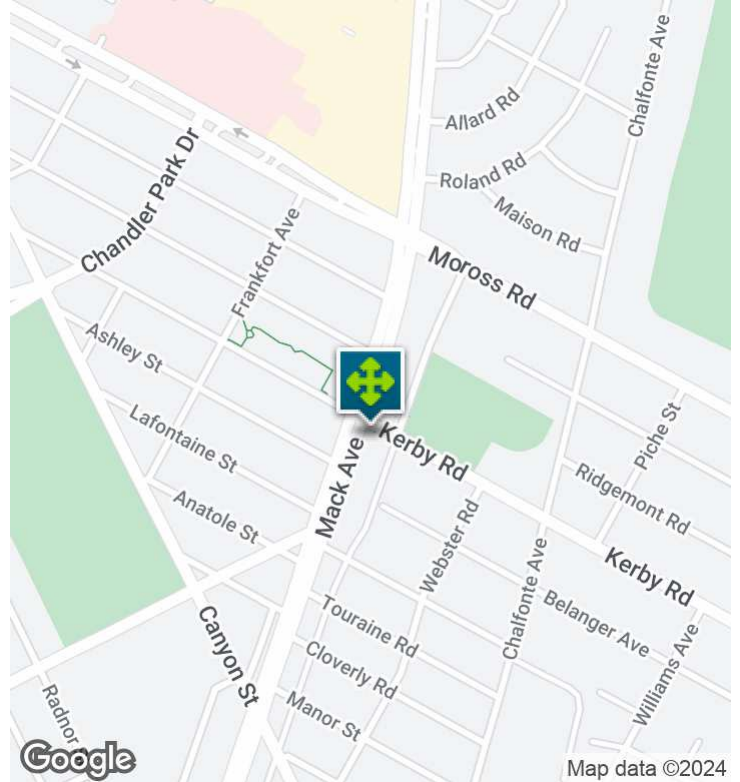 Chalfonte Ave
Allard Rd
Chandler Park Dr
Roland Rd
Maison Rd
Frankfort Ave
Moross Rd
Ashley St
Lafontaine St
Piche St
Kerby Rd
Mack Ave
Ridgemont Rd
Anatole St
Webster Rd
Kerby Rd
Chalfonte Ave
Belanger Ave
Touraine Rd
Canyon St
Williams Ave
Cloverly Rd
Radnor
Manor St
Google
Map data ©2024